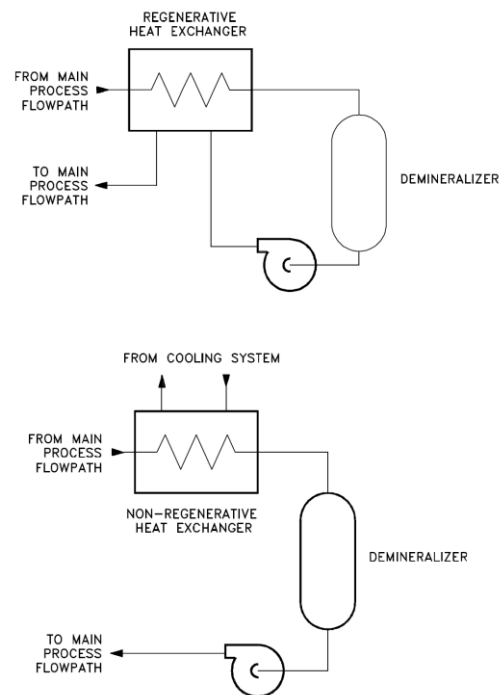 REGENERATIVE
HEAT EXCHANGER
FROM MAIN
PROCESS
FLOWPATH
TO MAIN
PROCESS
FLOWPATH
DEMINERALIZER
FROM COOLING SYSTEM
FROM MAIN
PROCESS
FLOWPATH
NON-REGENERATIVE
HEAT EXCHANGER
DEMINERALIZER
TO MAIN
PROCESS
FLOWPATH